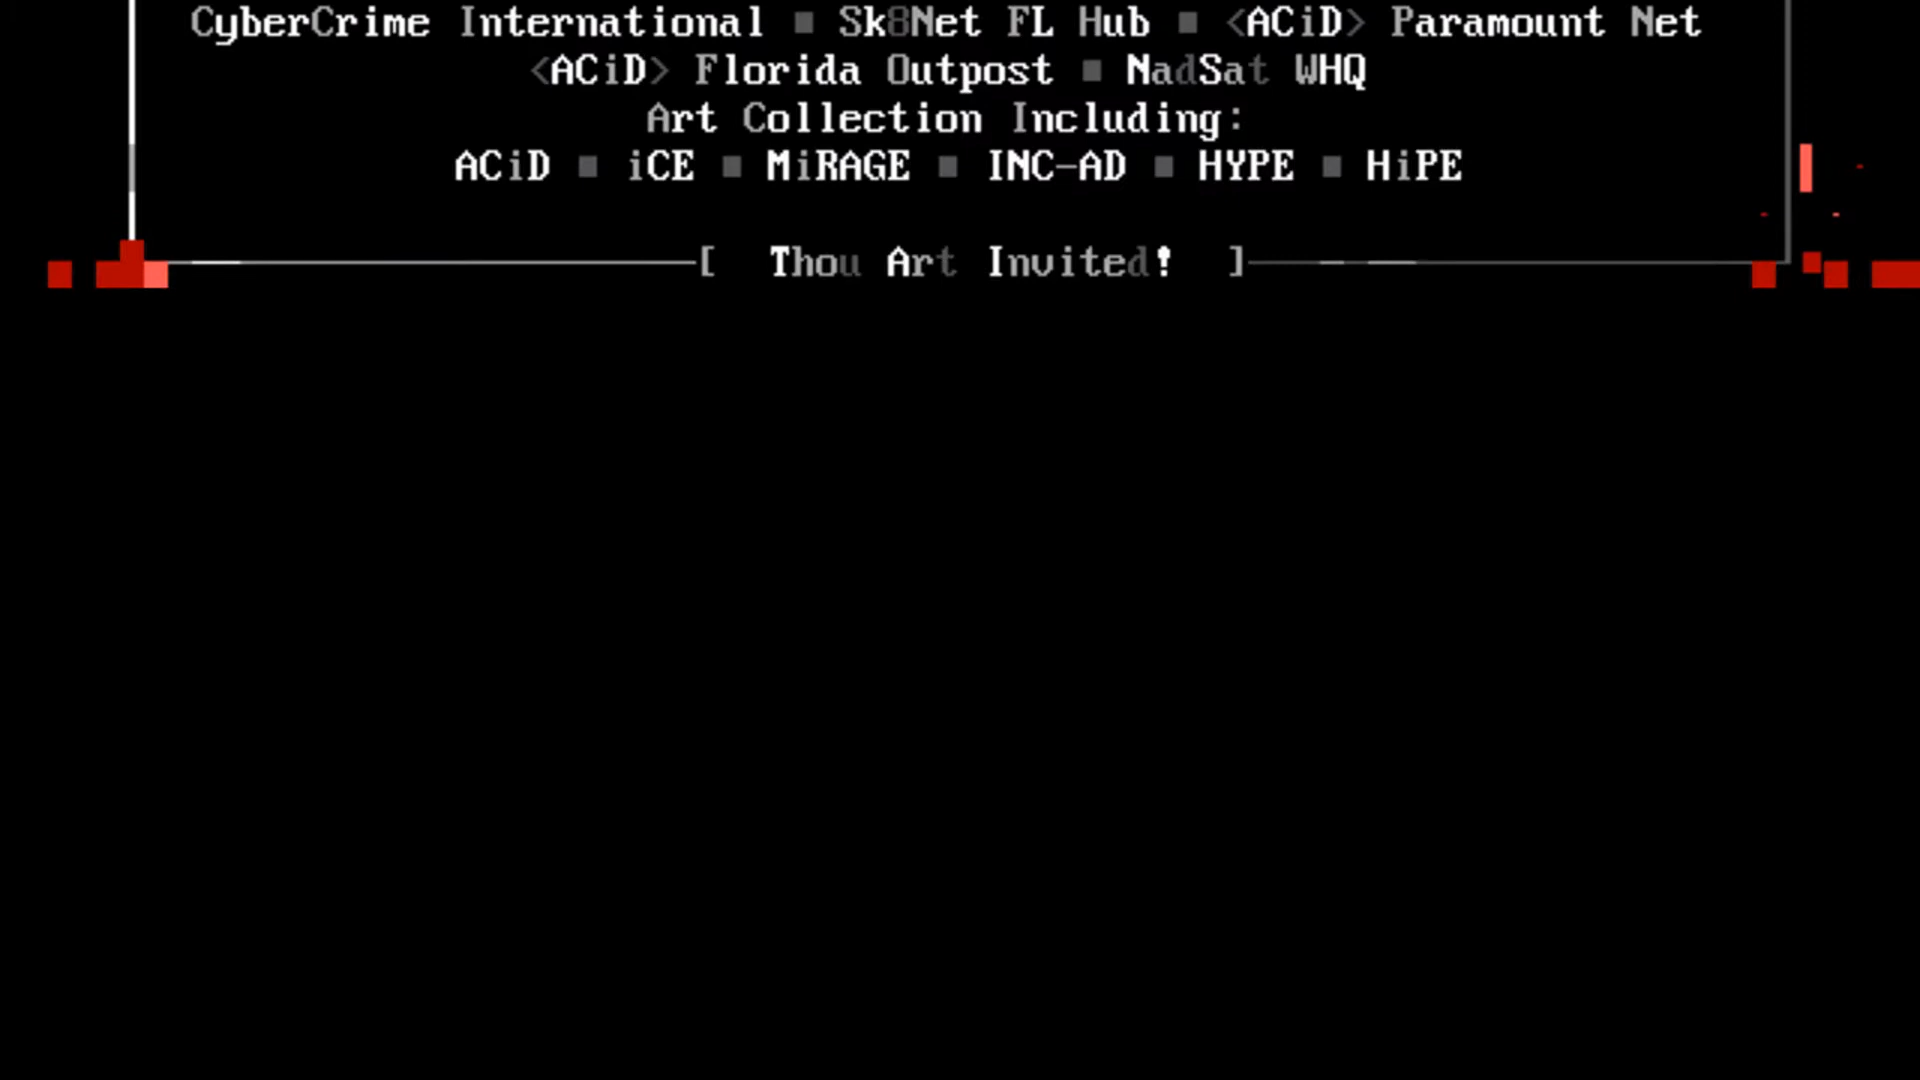 CyberCrime International ■ Sk8Net FL Hub ■ <ACiD> Paramount Net
<ACiD> Florida Outpost ■ NadSat WHQ
Art Collection Including:
ACiD ■ iCE ■ MiRAGE ■ INC-AD ■ HYPE ■ HiPE
[ Thou Art Invited! ]